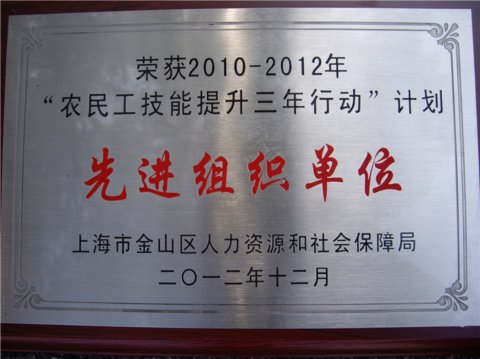 荣获2010-2012年
“农民工技能提升三年行动”计划
先进组织单位
上海市金山区人力资源和社会保障局
二〇一二年十二月